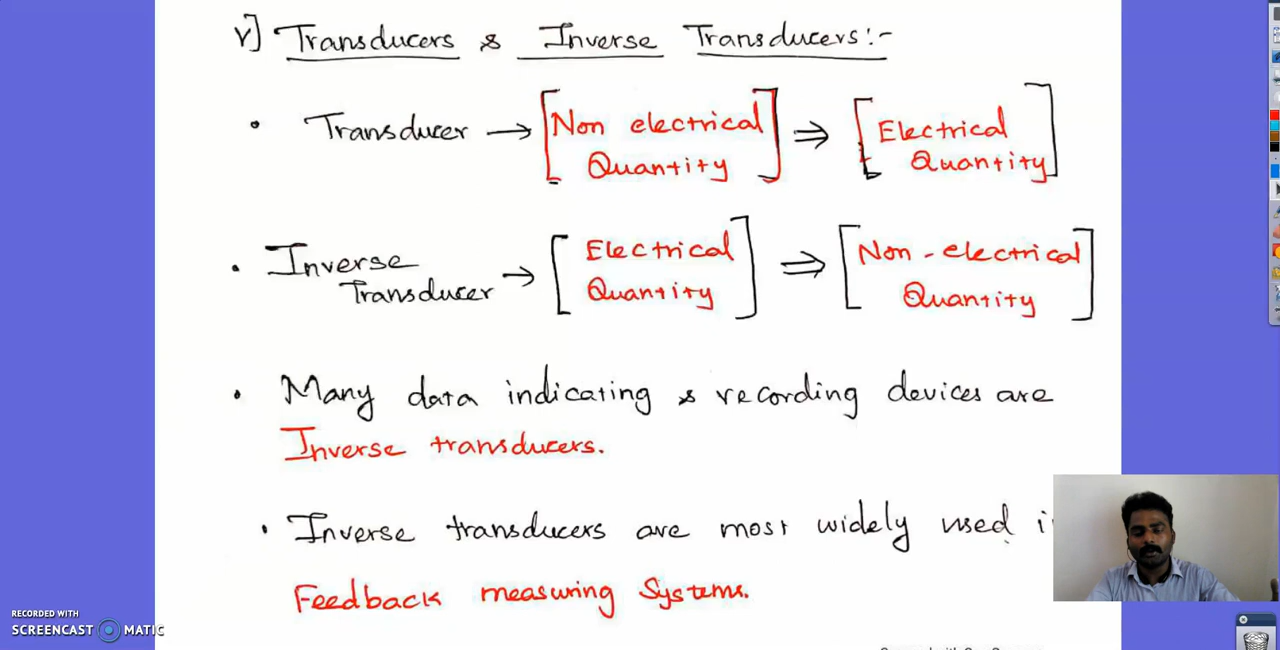 v] Transducers & Inverse Transducers:-
• Transducer → [Non electrical Quantity] ⇒ [Electrical Quantity]
• Inverse Transducer → [Electrical Quantity] ⇒ [Non-electrical Quantity]
• Many data indicating & recording devices are
Inverse transducers.
• Inverse transducers are most widely used
Feedback measuring Systems.
RECORDED WITH
SCREENCAST MATIC